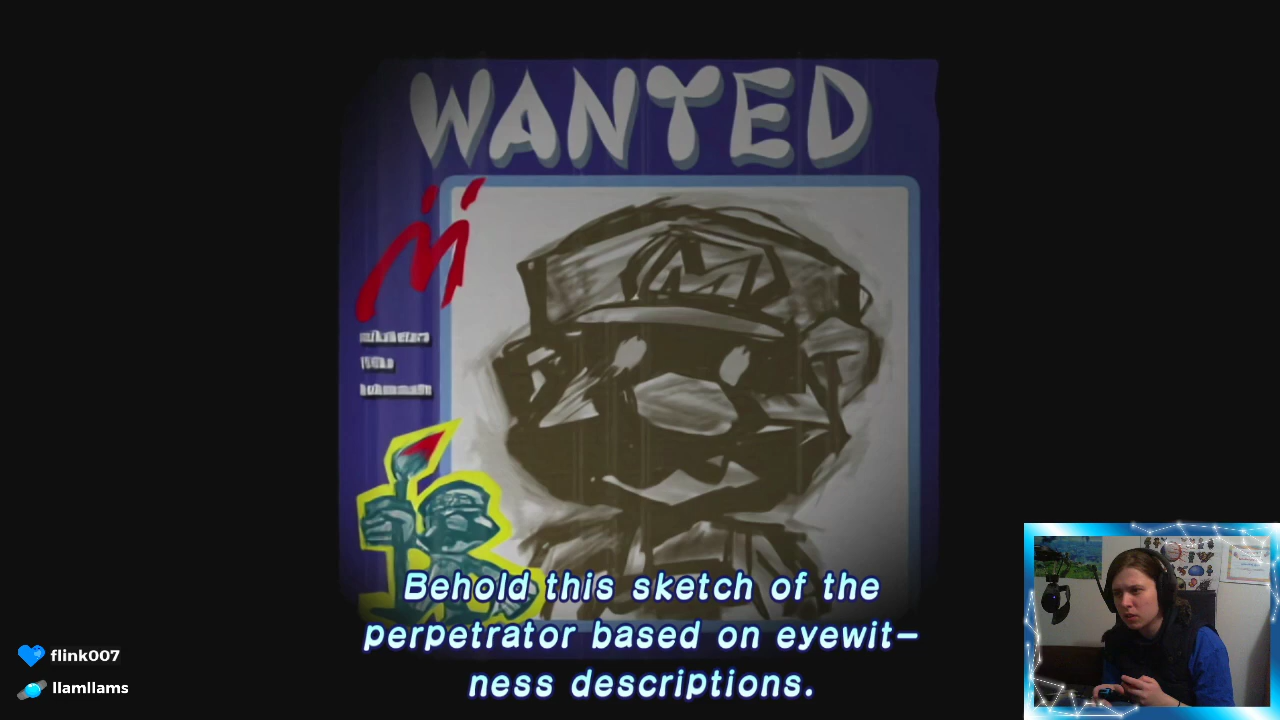 WANTED
M
M
Behold this sketch of the
perpetrator based on eyewit-
ness descriptions.
flink007
llamllams